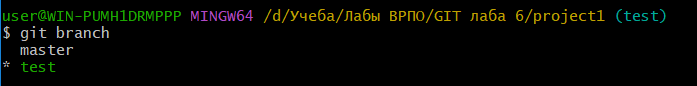 user@WIN-PUMH1DRMPPP MINGW64 /d/Учеба/Лабы ВРПО/GIT лаба 6/project1 (test)
$ git branch
  master
* test